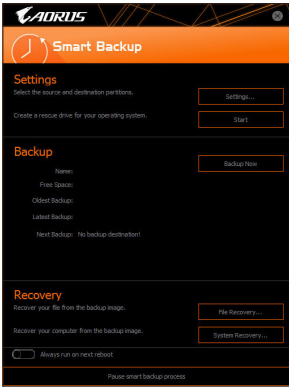 AORUS
Smart Backup
Settings
Select the source and destination partitions.
Settings...
Create a rescue drive for your operating system.
Start
Backup
Backup Now
Name:
Free Space:
Oldest Backup:
Latest Backup:
Next Backup: No backup destination!
Recovery
Recover your file from the backup image.
File Recovery...
Recover your computer from the backup image.
System Recovery...
Always run on next reboot
Pause smart backup process